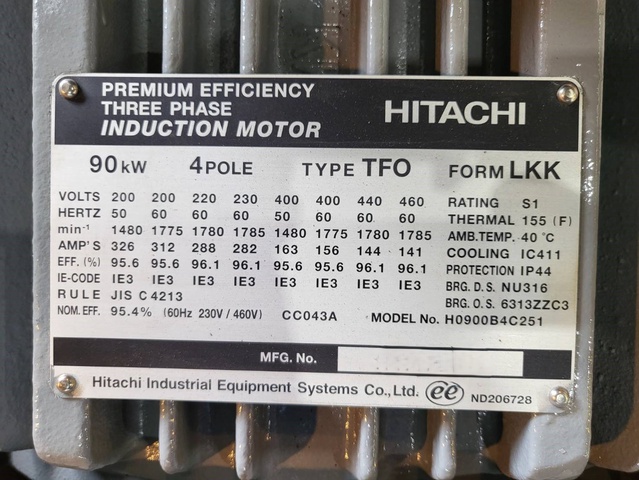 PREMIUM EFFICIENCY
THREE PHASE
INDUCTION MOTOR
HITACHI
90 kW 4 POLE TYPE TFO FORM LKK
VOLTS 200 200 220 230 400 400 440 460
HERTZ 50 60 60 60 50 60 60 60
min⁻¹ 1480 1775 1780 1785 1480 1775 1780 1785
AMP'S 326 312 288 282 163 156 144 141
EFF. (%) 95.6 95.6 96.1 96.1 95.6 95.6 96.1 96.1
IE-CODE IE3 IE3 IE3 IE3 IE3 IE3 IE3 IE3
RULE JIS C 4213
NOM. EFF. 95.4% (60Hz 230V / 460V) CC043A MODEL No. H0900B4C251
RATING S1
THERMAL 155 (F)
AMB.TEMP. 40 °C
COOLING IC411
PROTECTION IP44
BRG. D.S. NU316
BRG. O.S. 6313ZZC3
MFG. No.
Hitachi Industrial Equipment Systems Co., Ltd. ee ND206728